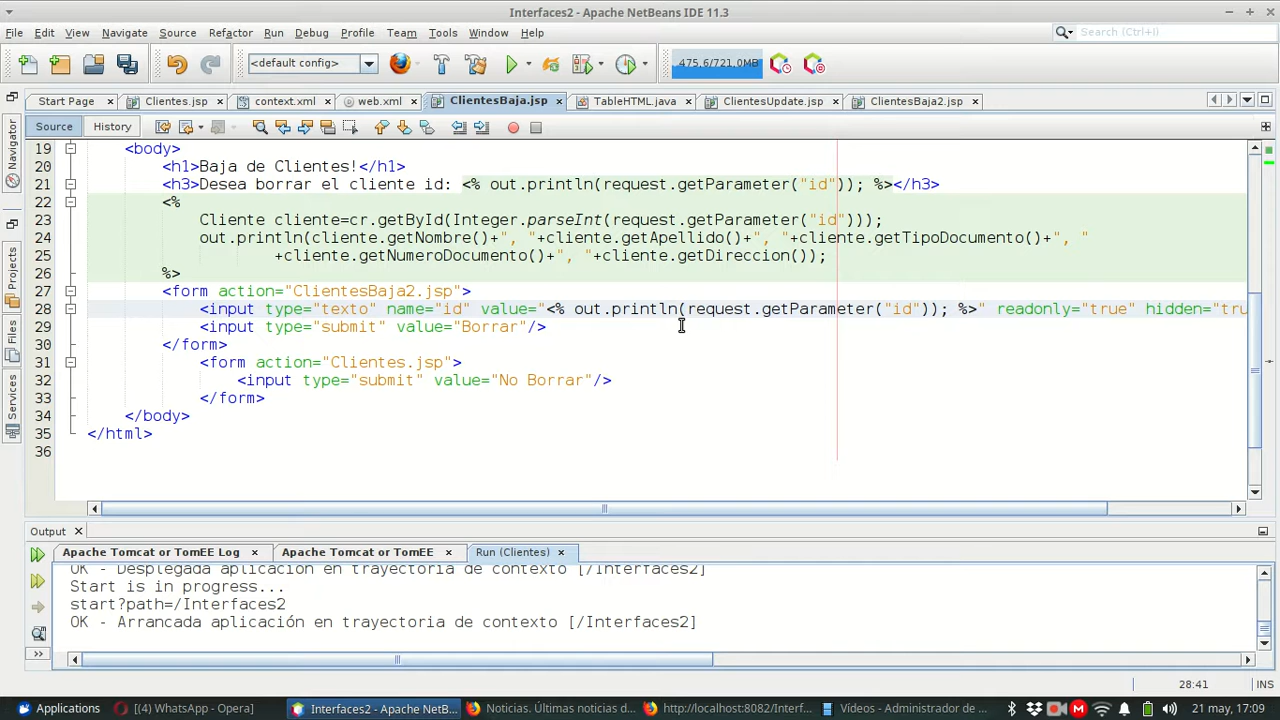 Interfaces2 - Apache NetBeans IDE 11.3
File Edit View Navigate Source Refactor Run Debug Profile Team Tools Window Help
Search (Ctrl+I)
<default config>
475.6/721.0MB
Start Page Clientes.jsp context.xml web.xml ClientesBaja.jsp TableHTML.java ClientesUpdate.jsp ClientesBaja2.jsp
Source History
Navigator
Projects
Files
Services
19 <body>
20 <h1>Baja de Clientes!</h1>
21 <h3>Desea borrar el cliente id: <% out.println(request.getParameter("id")); %></h3>
22 <%
23 Cliente cliente=cr.getById(Integer.parseInt(request.getParameter("id")));
24 out.println(cliente.getNombre()+", "+cliente.getApellido()+", "+cliente.getTipoDocumento()+", "
25 +cliente.getNumeroDocumento()+", "+cliente.getDireccion());
26 %>
27 <form action="ClientesBaja2.jsp">
28 <input type="texto" name="id" value="<% out.println(request.getParameter("id")); %>" readonly="true" hidden="tru
29 <input type="submit" value="Borrar"/>
30 </form>
31 <form action="Clientes.jsp">
32 <input type="submit" value="No Borrar"/>
33 </form>
34 </body>
35 </html>
36
Output
Apache Tomcat or TomEE Log Apache Tomcat or TomEE Run (Clientes)
OK - Desplegada aplicación en trayectoria de contexto [/Interfaces2]
Start is in progress...
start?path=/Interfaces2
OK - Arrancada aplicación en trayectoria de contexto [/Interfaces2]
28:41 INS
Applications [(4) WhatsApp - Opera] Interfaces2 - Apache NetB... Noticias. Últimas noticias d... http://localhost:8082/Interf... Vídeos - Administrador de ... 21 may, 17:09